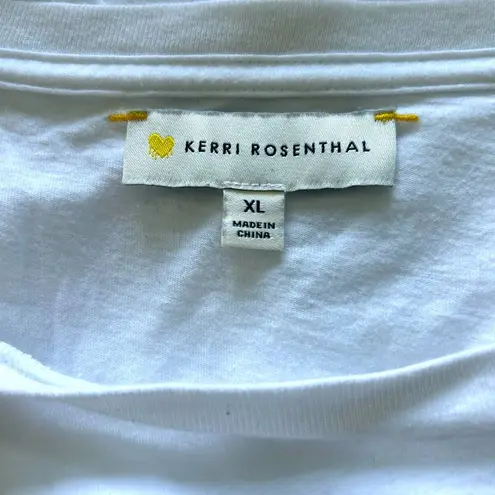 KERRI ROSENTHAL
XL
MADE IN
CHINA